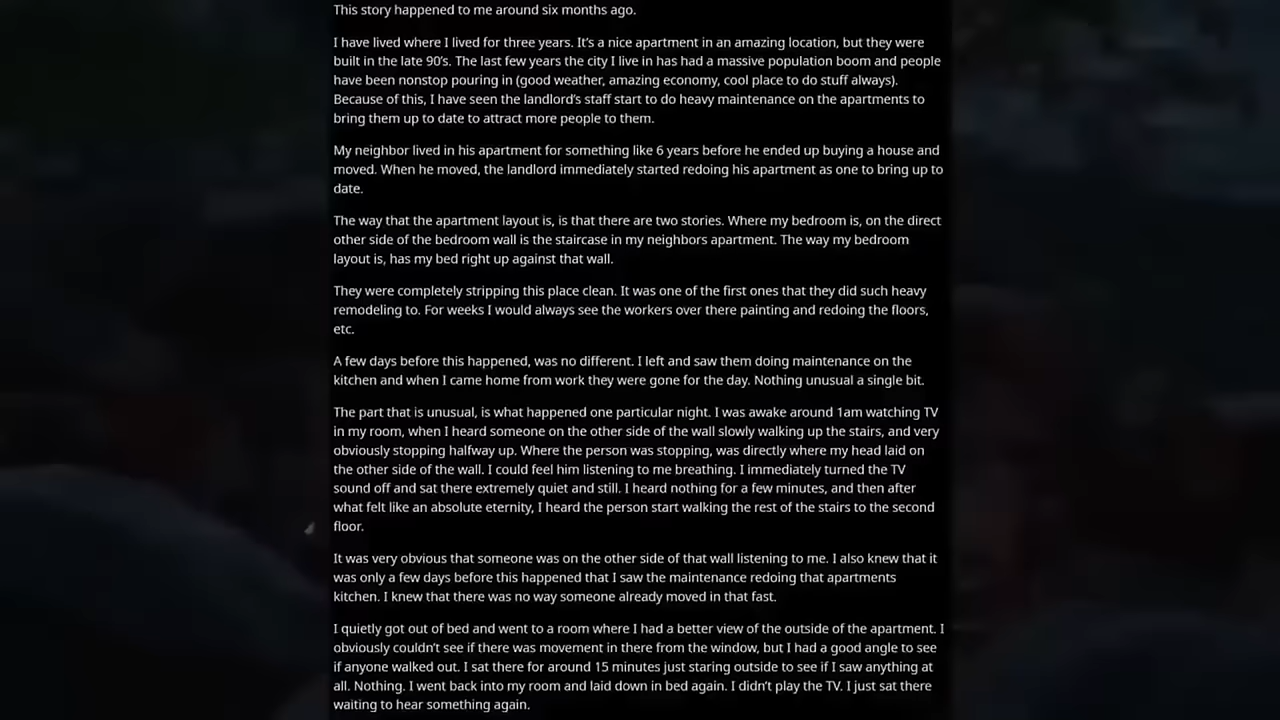 This story happened to me around six months ago.
I have lived where I lived for three years. It’s a nice apartment in an amazing location, but they were
built in the late 90’s. The last few years the city I live in has had a massive population boom and people
have been nonstop pouring in (good weather, amazing economy, cool place to do stuff always).
Because of this, I have seen the landlord’s staff start to do heavy maintenance on the apartments to
bring them up to date to attract more people to them.
My neighbor lived in his apartment for something like 6 years before he ended up buying a house and
moved. When he moved, the landlord immediately started redoing his apartment as one to bring up to
date.
The way that the apartment layout is, is that there are two stories. Where my bedroom is, on the direct
other side of the bedroom wall is the staircase in my neighbors apartment. The way my bedroom
layout is, has my bed right up against that wall.
They were completely stripping this place clean. It was one of the first ones that they did such heavy
remodeling to. For weeks I would always see the workers over there painting and redoing the floors,
etc.
A few days before this happened, was no different. I left and saw them doing maintenance on the
kitchen and when I came home from work they were gone for the day. Nothing unusual a single bit.
The part that is unusual, is what happened one particular night. I was awake around 1am watching TV
in my room, when I heard someone on the other side of the wall slowly walking up the stairs, and very
obviously stopping halfway up. Where the person was stopping, was directly where my head laid on
the other side of the wall. I could feel him listening to me breathing. I immediately turned the TV
sound off and sat there extremely quiet and still. I heard nothing for a few minutes, and then after
what felt like an absolute eternity, I heard the person start walking the rest of the stairs to the second
floor.
It was very obvious that someone was on the other side of that wall listening to me. I also knew that it
was only a few days before this happened that I saw the maintenance redoing that apartments
kitchen. I knew that there was no way someone already moved in that fast.
I quietly got out of bed and went to a room where I had a better view of the outside of the apartment. I
obviously couldn’t see if there was movement in there from the window, but I had a good angle to see
if anyone walked out. I sat there for around 15 minutes just staring outside to see if I saw anything at
all. Nothing. I went back into my room and laid down in bed again. I didn’t play the TV. I just sat there
waiting to hear something again.